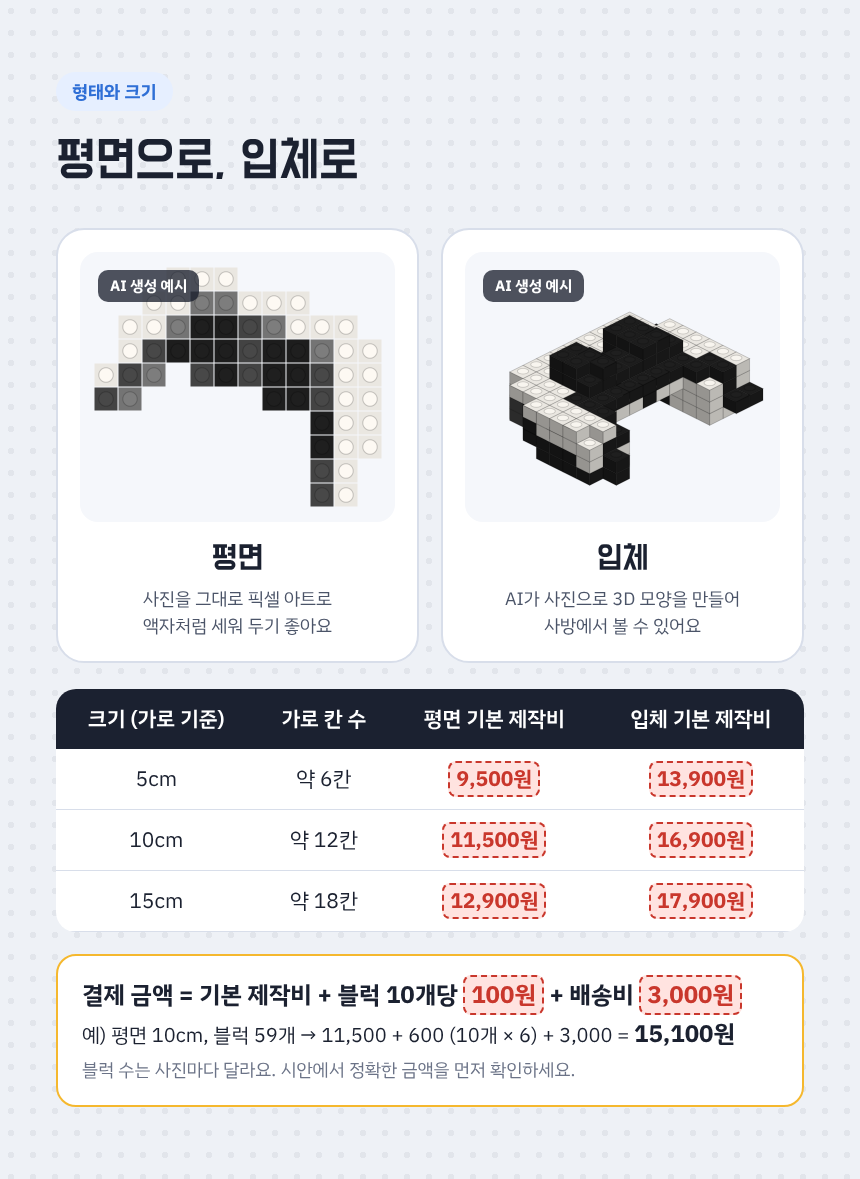 형태와 크기
평면으로, 입체로
AI 생성 예시
AI 생성 예시
평면
사진을 그대로 픽셀 아트로
액자처럼 세워 두기 좋아요
입체
AI가 사진으로 3D 모양을 만들어
사방에서 볼 수 있어요
크기 (가로 기준) 가로 칸 수 평면 기본 제작비 입체 기본 제작비
5cm 약 6칸 9,500원 13,900원
10cm 약 12칸 11,500원 16,900원
15cm 약 18칸 12,900원 17,900원
결제 금액 = 기본 제작비 + 블럭 10개당 100원 + 배송비 3,000원
예) 평면 10cm, 블럭 59개 → 11,500 + 600 (10개 × 6) + 3,000 = 15,100원
블럭 수는 사진마다 달라요. 시안에서 정확한 금액을 먼저 확인하세요.